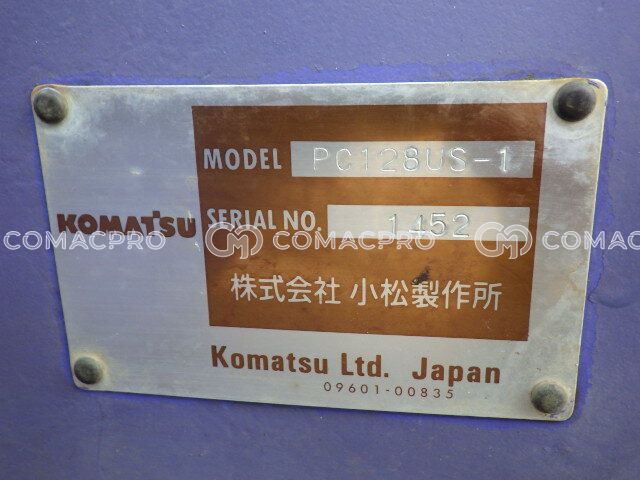 MODEL PC128US-1
KOMATSU
SERIAL NO. 1452
COMACPRO COMACPRO COMACPRO
株式会社 小松製作所
Komatsu Ltd. Japan
09601-00835